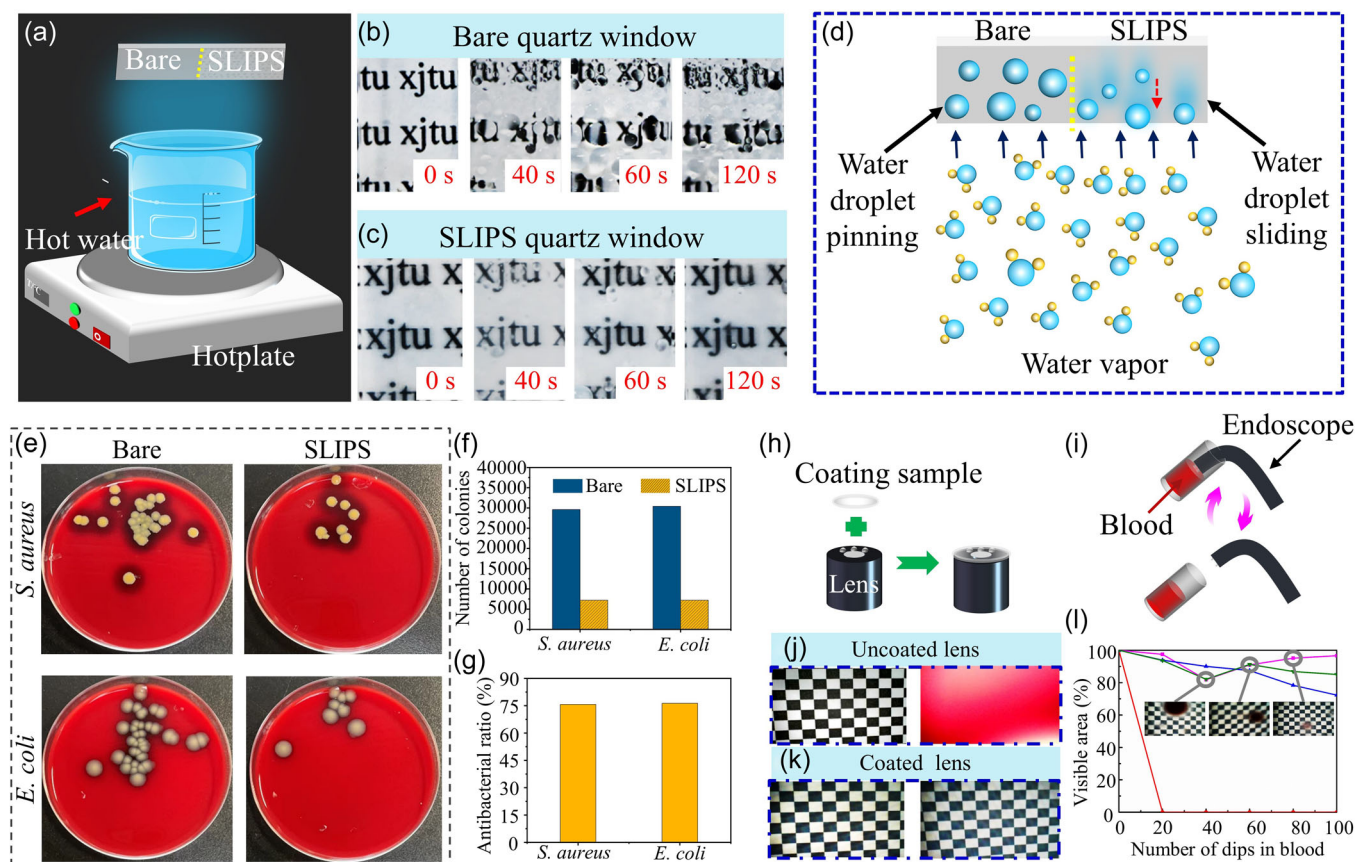 (a)
Bare
SLIPS
Hot water
Hotplate
(b)
Bare quartz window
tu xjtu
tu xjtu
0 s
40 s
60 s
120 s
(c)
SLIPS quartz window
xjtu x
xjtu x
0 s
40 s
60 s
120 s
(d)
Bare
SLIPS
Water
droplet
pinning
Water
droplet
sliding
Water vapor
(e)
Bare
SLIPS
S. aureus
E. coli
(f)
Number of colonies
40000
35000
30000
25000
20000
15000
10000
5000
0
Bare
SLIPS
S. aureus
E. coli
(g)
Antibacterial ratio (%)
90
75
60
45
30
15
0
S. aureus
E. coli
(h)
Coating sample
Lens
(i)
Endoscope
Blood
(j)
Uncoated lens
(k)
Coated lens
(l)
Visible area (%)
100
80
60
40
20
0
0
20
40
60
80
100
Number of dips in blood